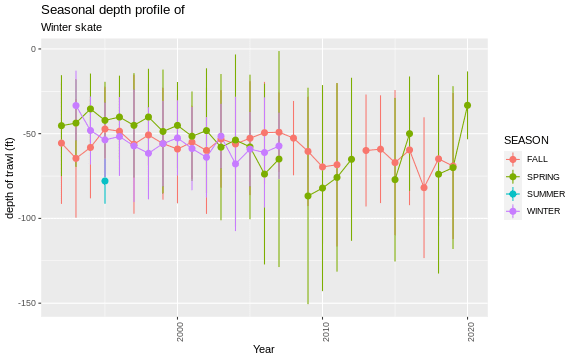 Seasonal depth profile of
Winter skate
depth of trawl (ft)
0
-50
-100
-150
2000
2010
2020
Year
SEASON
FALL
SPRING
SUMMER
WINTER